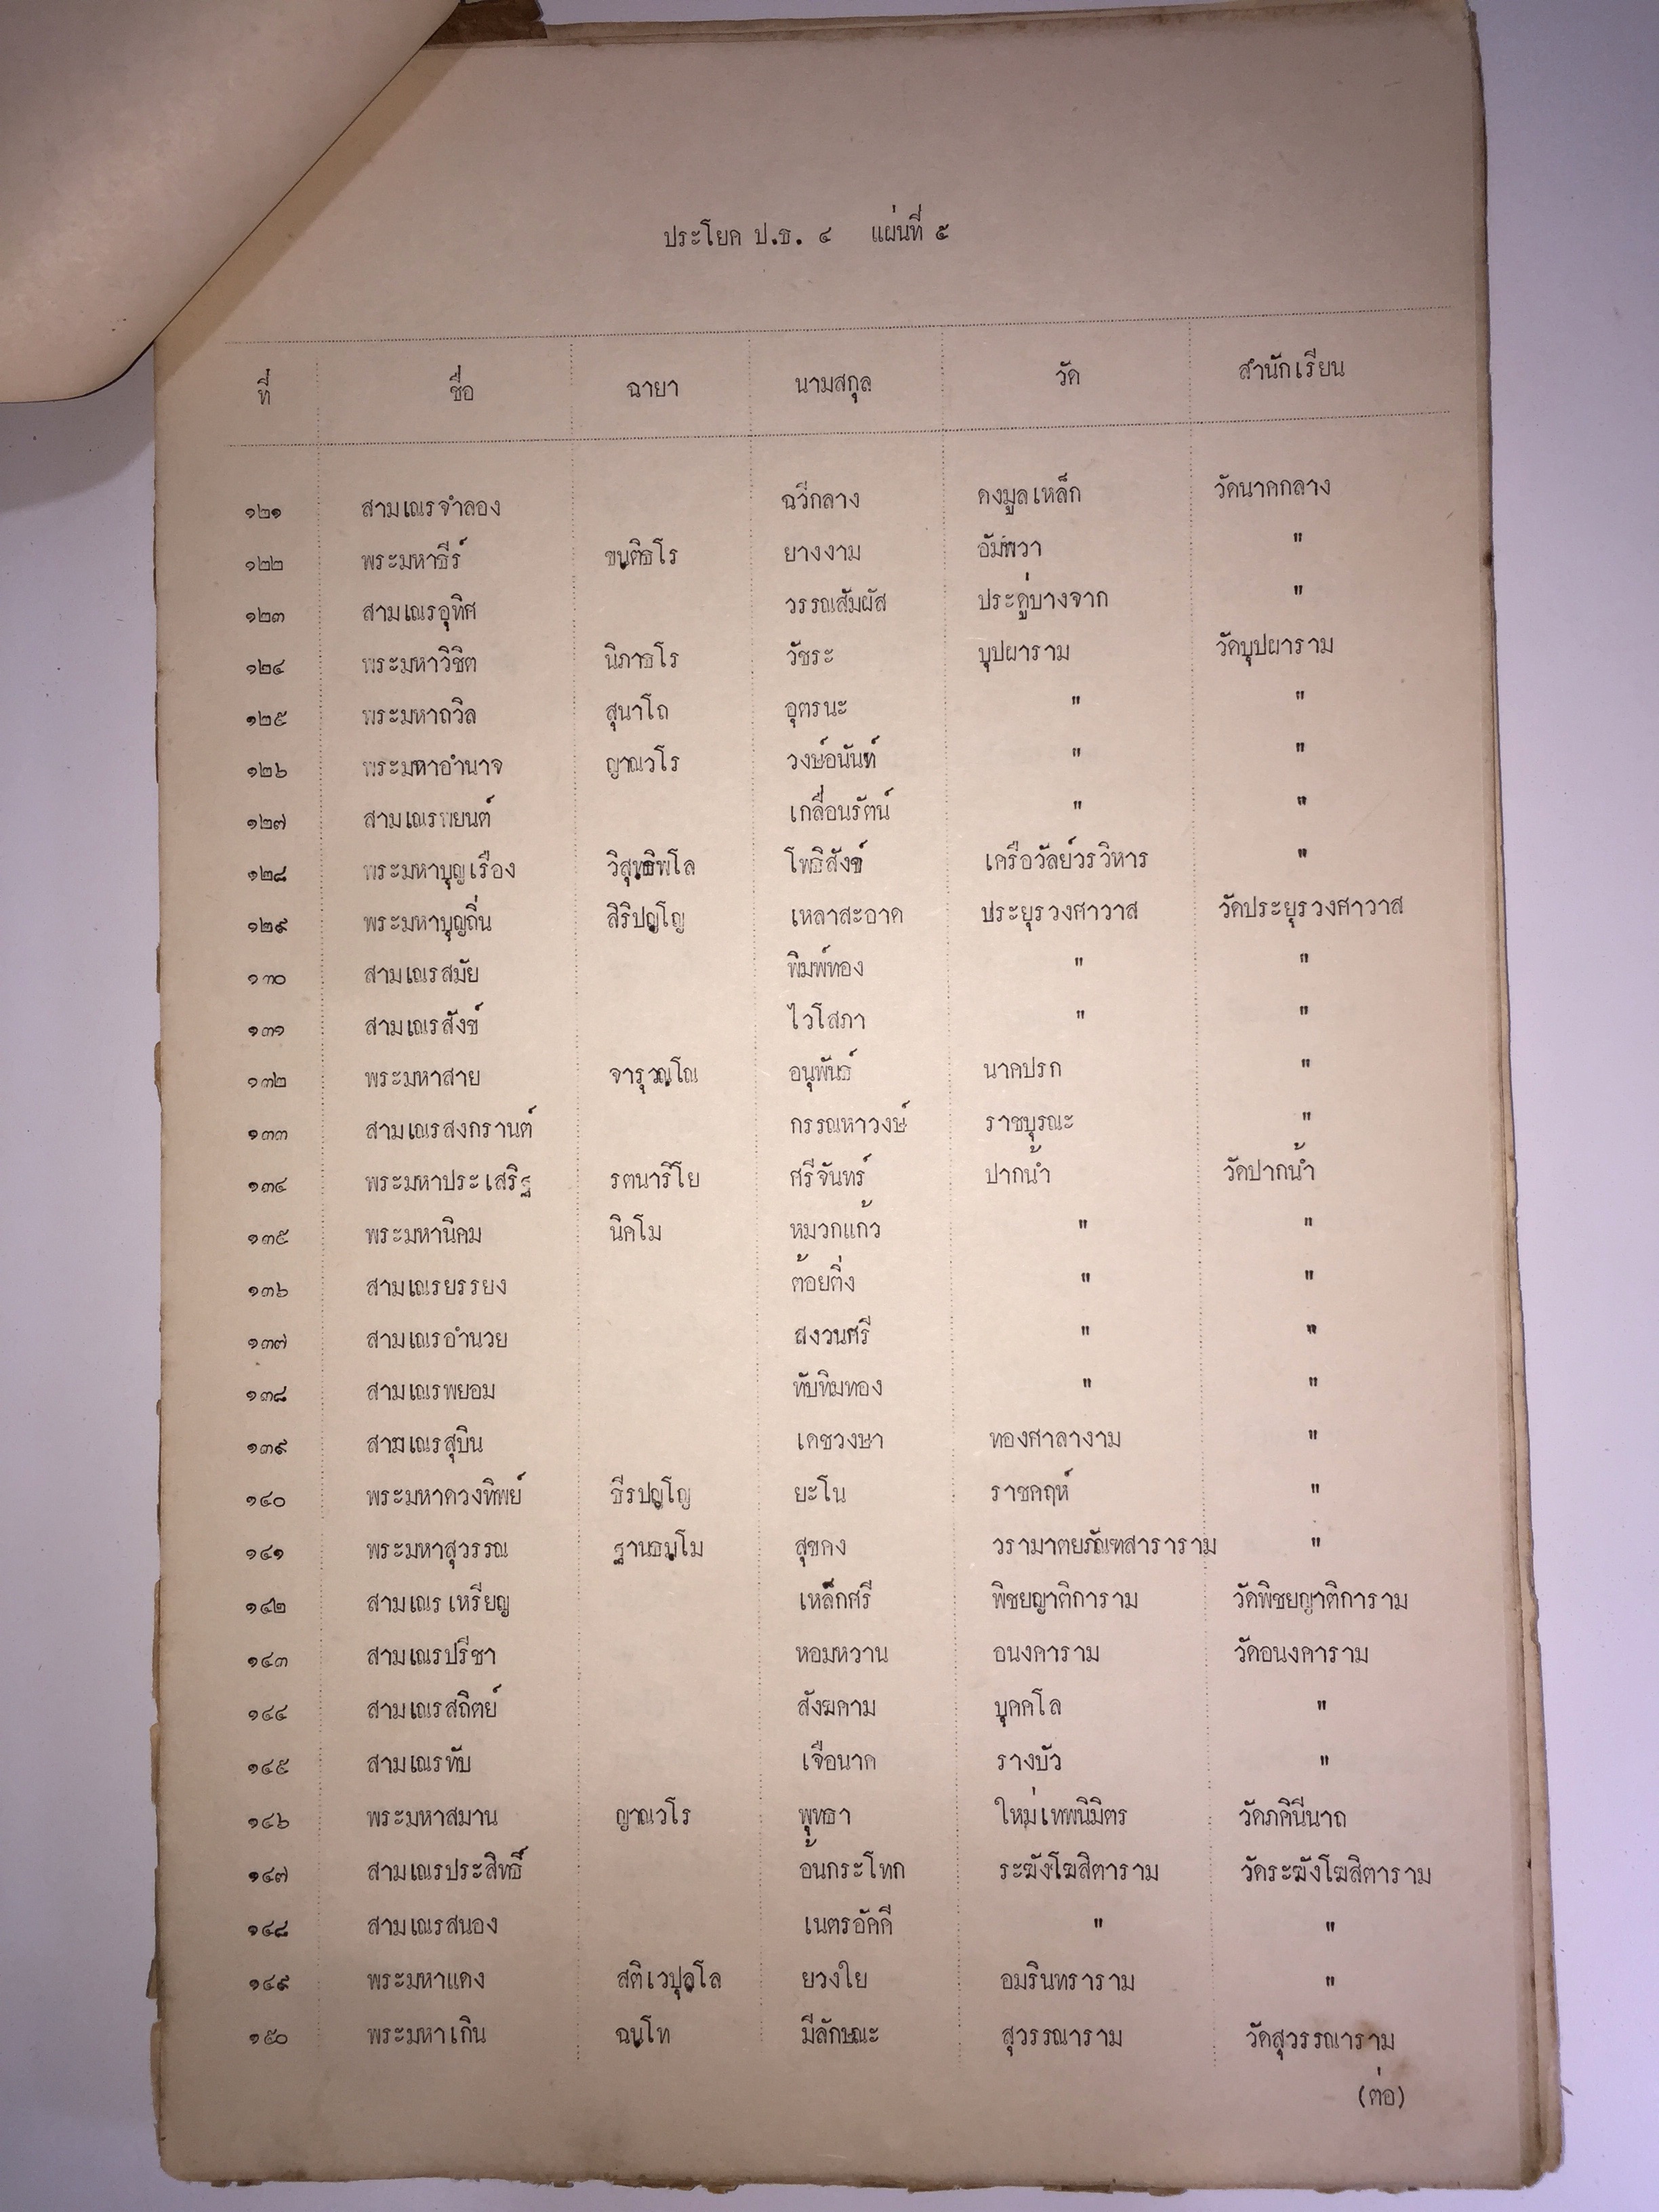 ประโยค ป.ธ. ๔ แผ่นที่ ๕
ที่ ชื่อ ฉายา นามสกุล วัด สำนักเรียน
๑๒๑ สามเณรจำลอง ฉวีกลาง ดงมูลเหล็ก วัดนาคกลาง
๑๒๒ พระมหาธีร์ ขนฺติธโร ยางงาม อัมพวา "
๑๒๓ สามเณรอุทิศ วรรณสัมผัส ประดู่บางจาก "
๑๒๔ พระมหาวิชิต นิภาธโร วัชระ บุปผาราม วัดบุปผาราม
๑๒๕ พระมหาถวิล สุนาโถ อุตรนะ " "
๑๒๖ พระมหาอำนาจ ญาณวโร วงษ์อนันท์ " "
๑๒๗ สามเณรพยนต์ เกลื่อนรัตน์ " "
๑๒๘ พระมหาบุญเรือง วิสุทฺธิพโล โพธิสังข์ เครือวัลย์วรวิหาร "
๑๒๙ พระมหาบุญถิ่น สิริปญฺโญ เหลาสะอาด ประยุรวงศาวาส วัดประยุรวงศาวาส
๑๓๐ สามเณรสมัย พิมพ์ทอง " "
๑๓๑ สามเณรสังข์ ไวโสภา " "
๑๓๒ พระมหาสาย จารุวณฺโณ อนุพันธ์ นาคปรก "
๑๓๓ สามเณรสงกรานต์ กรรณหาวงษ์ ราชบุรณะ "
๑๓๔ พระมหาประเสริฐ รตนาริโย ศรีจันทร์ ปากน้ำ วัดปากน้ำ
๑๓๕ พระมหานิคม นิคโม หมวกแก้ว " "
๑๓๖ สามเณรยรรยง ต้อยติ่ง " "
๑๓๗ สามเณรอำนวย สงวนศรี " "
๑๓๘ สามเณรพยอม ทับทิมทอง " "
๑๓๙ สามเณรสุบิน เดชวงษา ทองศาลางาม "
๑๔๐ พระมหาดวงทิพย์ ธีรปญฺโญ ยะโน ราชคฤห์ "
๑๔๑ พระมหาสุวรรณ ฐานธมฺโม สุขดง วรามาตยภัณฑสาราราม "
๑๔๒ สามเณรเหรียญ เหล็กศรี พิชยญาติการาม วัดพิชยญาติการาม
๑๔๓ สามเณรปรีชา หอมหวาน อนงคาราม วัดอนงคาราม
๑๔๔ สามเณรสถิตย์ สังฆคาม บุคคโล "
๑๔๕ สามเณรทับ เจือนาค รางบัว "
๑๔๖ พระมหาสมาน ญาณวโร พุทธา ใหม่เทพนิมิตร วัดภคินีนาถ
๑๔๗ สามเณรประสิทธิ์ อ้นกระโทก ระฆังโฆสิตาราม วัดระฆังโฆสิตาราม
๑๔๘ สามเณรสนอง เนตรอัคคี " "
๑๔๙ พระมหาแดง สติเวปุลฺโล ยวงใย อมรินทราราม "
๑๕๐ พระมหาเกิน ฉนฺโท มีลักษณะ สุวรรณาราม วัดสุวรรณาราม
(ต่อ)